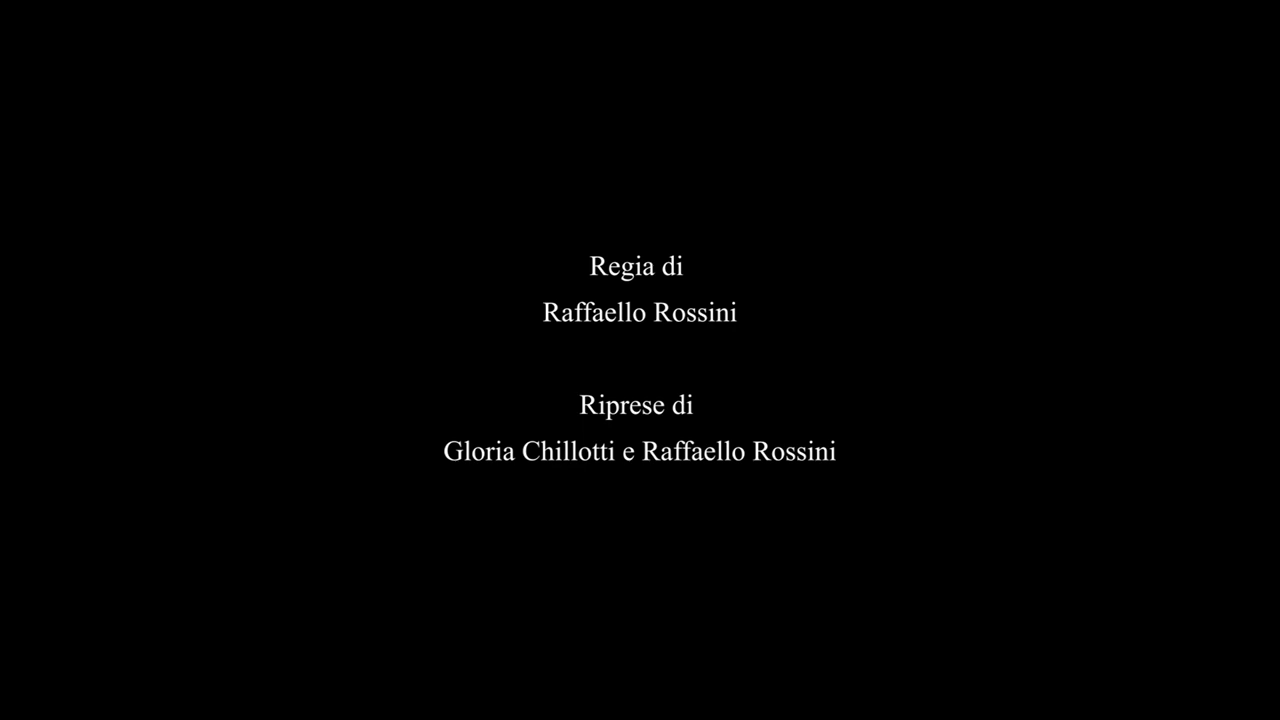 Regia di
Raffaello Rossini
Riprese di
Gloria Chillotti e Raffaello Rossini